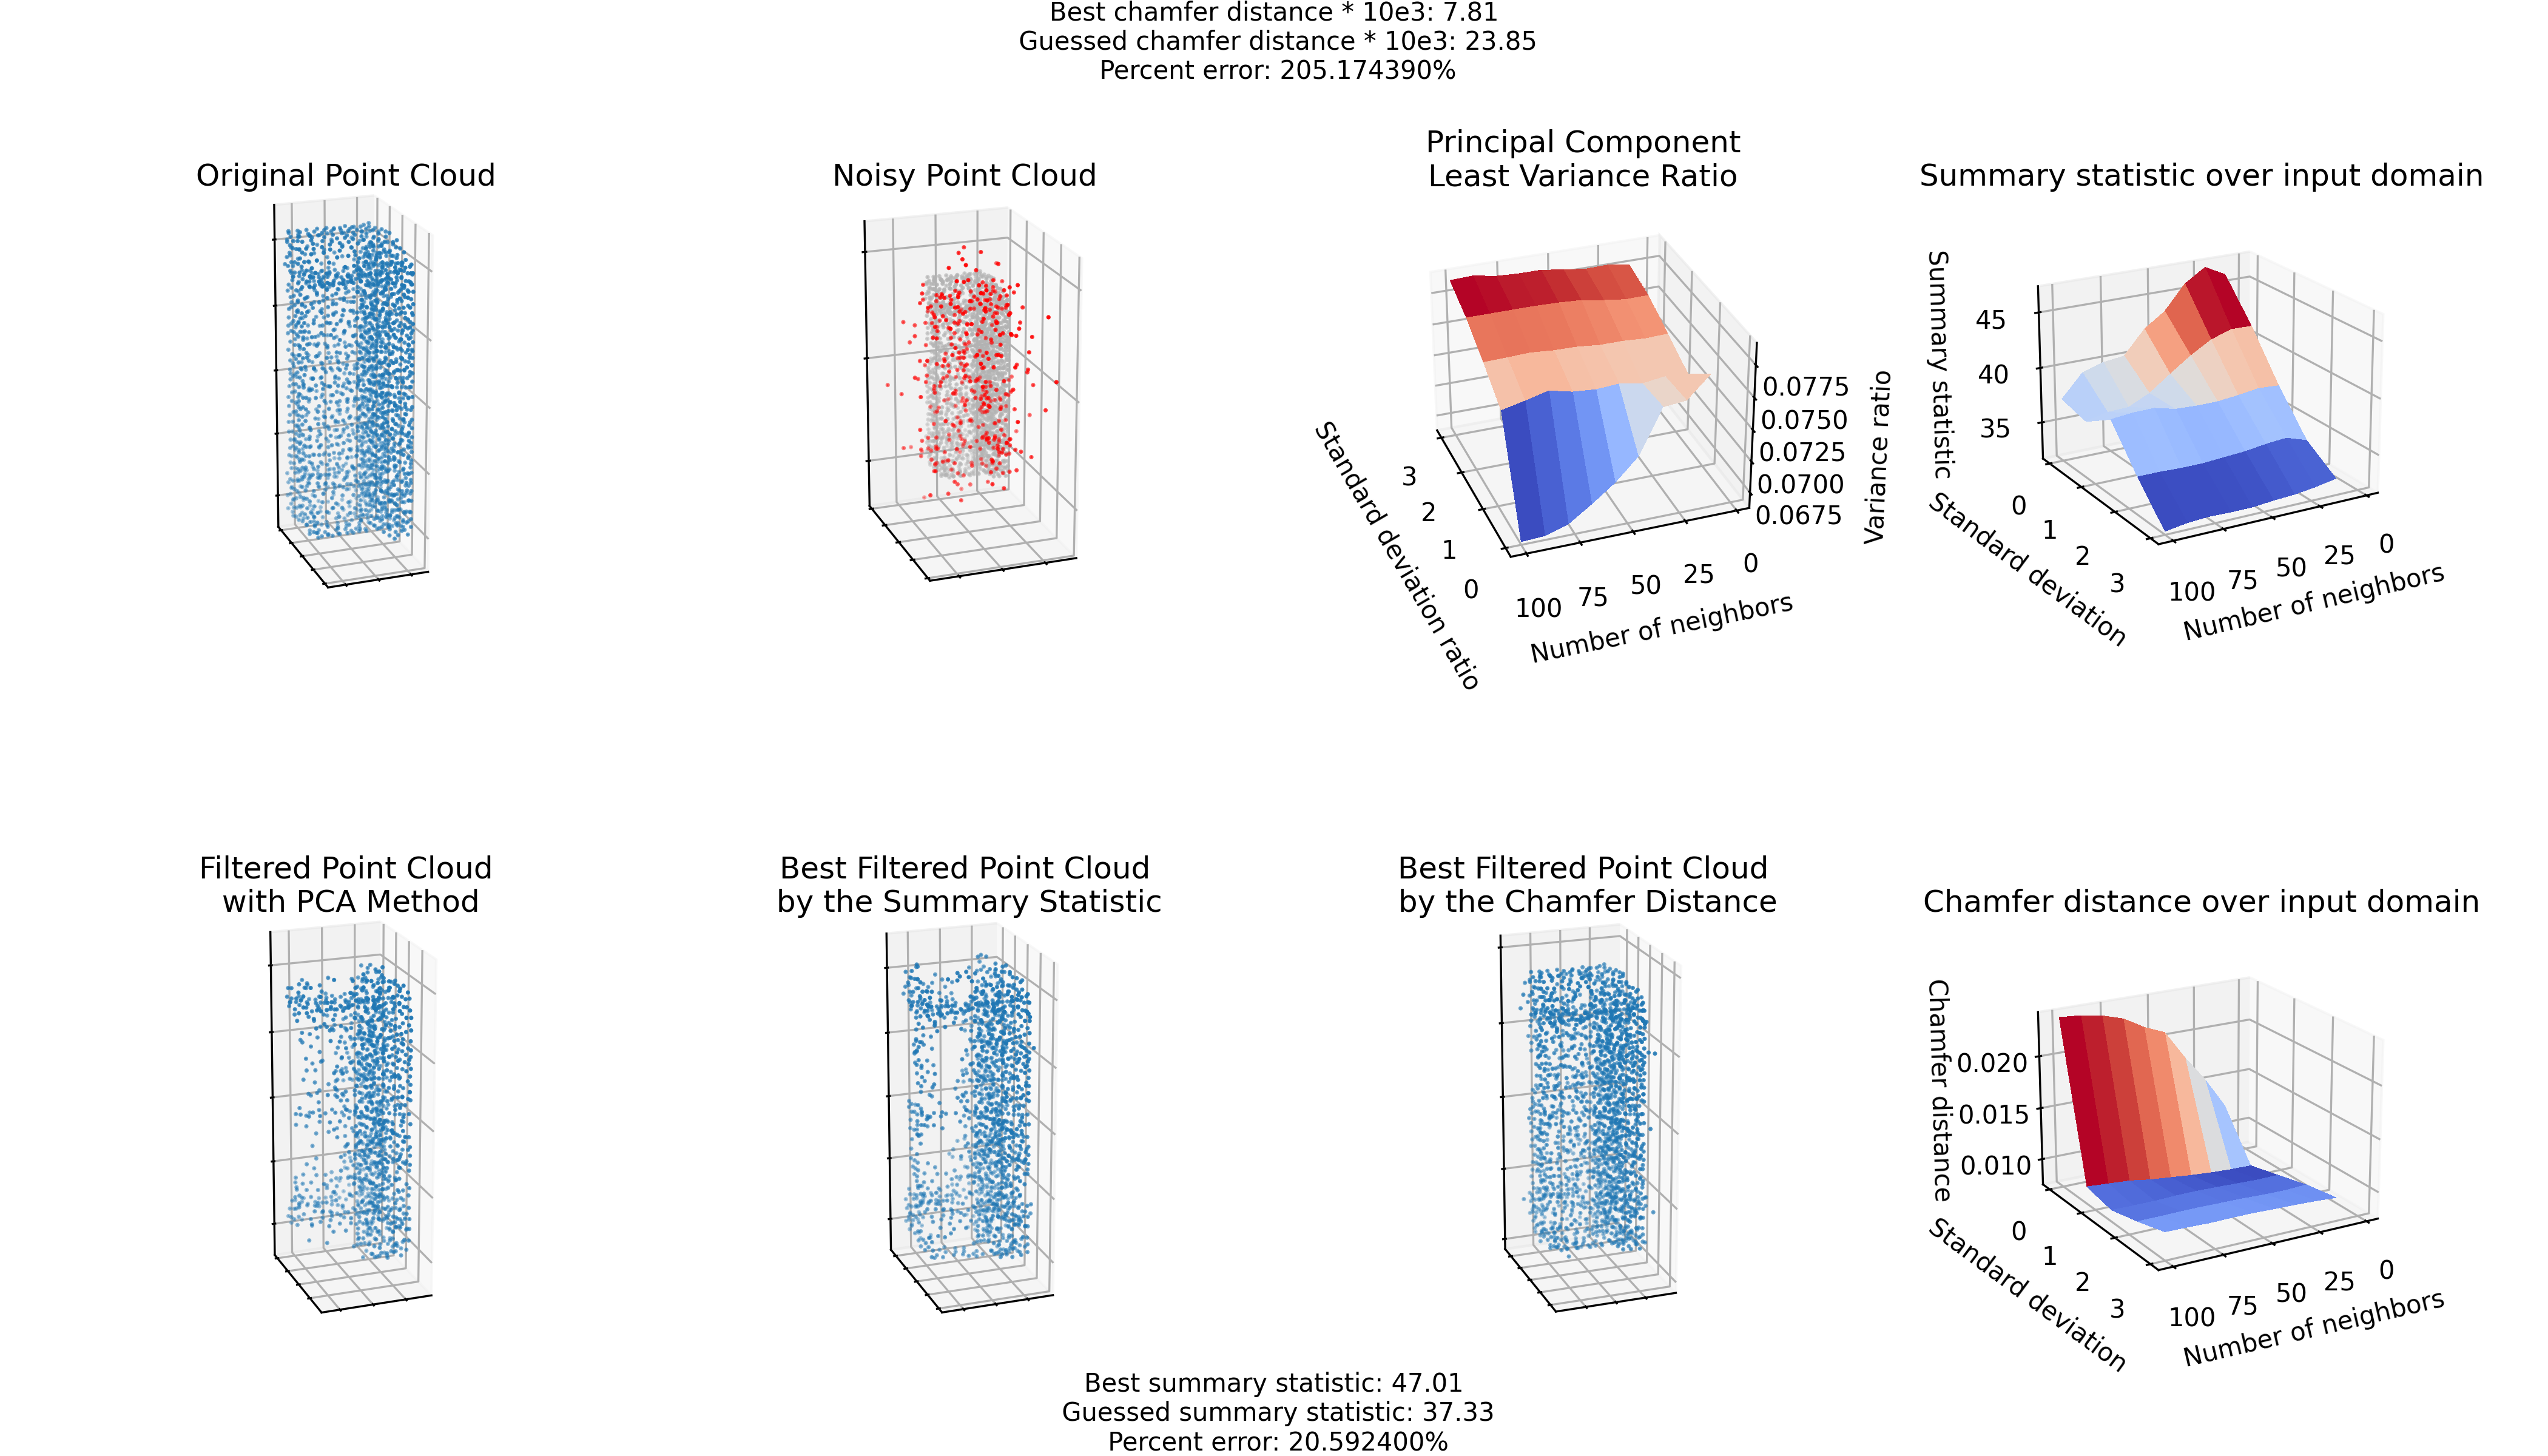 Best chamfer distance * 10e3: 7.81
Guessed chamfer distance * 10e3: 23.85
Percent error: 205.174390%
Original Point Cloud
Noisy Point Cloud
Principal Component
Least Variance Ratio
Summary statistic over input domain
Standard deviation ratio
3
2
1
0
100
75
50
25
0
Number of neighbors
0.0775
0.0750
0.0725
0.0700
0.0675
Variance ratio
Summary statistic
45
40
35
Standard deviation
0
1
2
3
100
75
50
25
0
Number of neighbors
Filtered Point Cloud
with PCA Method
Best Filtered Point Cloud
by the Summary Statistic
Best Filtered Point Cloud
by the Chamfer Distance
Chamfer distance over input domain
Chamfer distance
0.020
0.015
0.010
Standard deviation
0
1
2
3
100
75
50
25
0
Number of neighbors
Best summary statistic: 47.01
Guessed summary statistic: 37.33
Percent error: 20.592400%